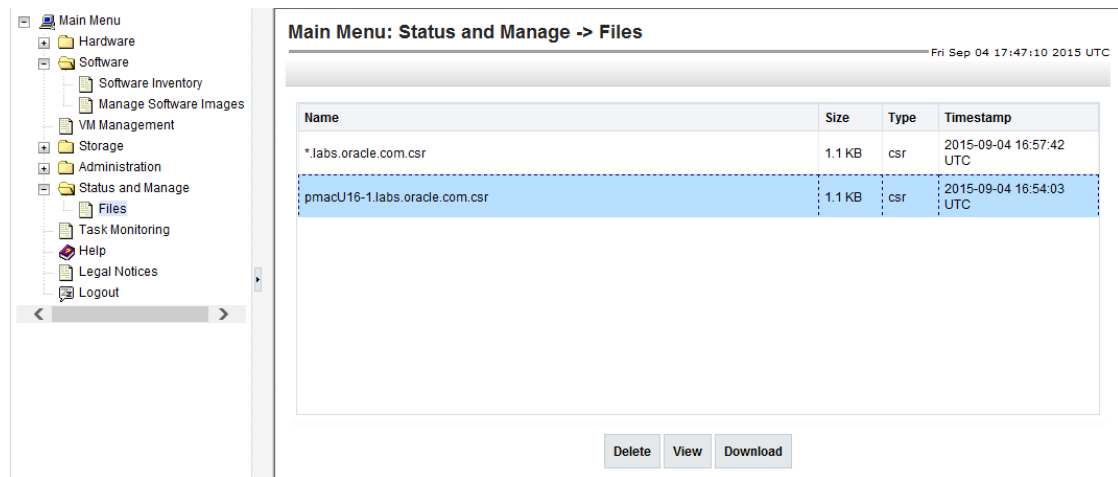 Main Menu
Hardware
Software
Software Inventory
Manage Software Images
VM Management
Storage
Administration
Status and Manage
Files
Task Monitoring
Help
Legal Notices
Logout
Main Menu: Status and Manage -> Files
Fri Sep 04 17:47:10 2015 UTC
Name Size Type Timestamp
*.labs.oracle.com.csr 1.1 KB csr 2015-09-04 16:57:42
UTC
pmacU16-1.labs.oracle.com.csr 1.1 KB csr 2015-09-04 16:54:03
UTC
Delete View Download